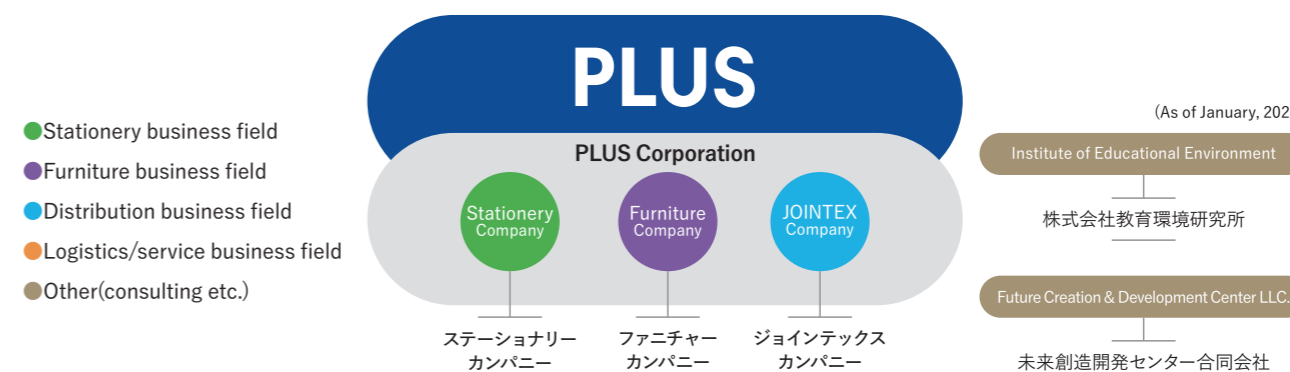 PLUS
PLUS Corporation
●Stationery business field
●Furniture business field
●Distribution business field
●Logistics/service business field
●Other(consulting etc.)
Stationery
Company
Furniture
Company
JOINTEX
Company
ステーショナリー
カンパニー
ファニチャー
カンパニー
ジョインテックス
カンパニー
(As of January, 202
Institute of Educational Environment
株式会社教育環境研究所
Future Creation & Development Center LLC.
未来創造開発センター合同会社